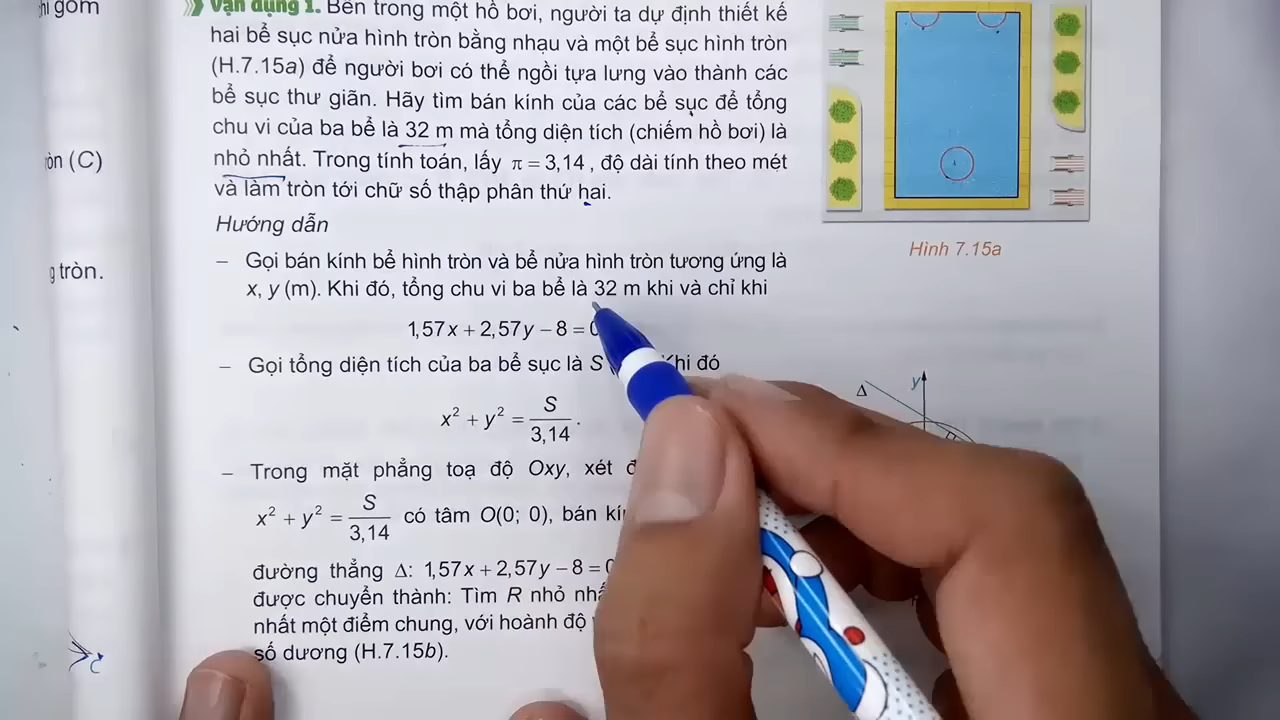 hi gồm
òn (C)
g tròn.
Vận dụng 1. Bên trong một hồ bơi, người ta dự định thiết kế
hai bể sục nửa hình tròn bằng nhau và một bể sục hình tròn
(H.7.15a) để người bơi có thể ngồi tựa lưng vào thành các
bể sục thư giãn. Hãy tìm bán kính của các bể sục để tổng
chu vi của ba bể là 32 m mà tổng diện tích (chiếm hồ bơi) là
nhỏ nhất. Trong tính toán, lấy π = 3,14, độ dài tính theo mét
và làm tròn tới chữ số thập phân thứ hai.
Hướng dẫn
– Gọi bán kính bể hình tròn và bể nửa hình tròn tương ứng là
x, y (m). Khi đó, tổng chu vi ba bể là 32 m khi và chỉ khi
1,57x + 2,57y – 8 = 0
– Gọi tổng diện tích của ba bể sục là S Khi đó
x² + y² = S/3,14.
– Trong mặt phẳng toạ độ Oxy, xét
x² + y² = S/3,14 có tâm O(0; 0), bán
đường thẳng Δ: 1,57x + 2,57y – 8 = 0
được chuyển thành: Tìm R nhỏ
nhất một điểm chung, với hoành độ
số dương (H.7.15b).
Hình 7.15a
Δ
y